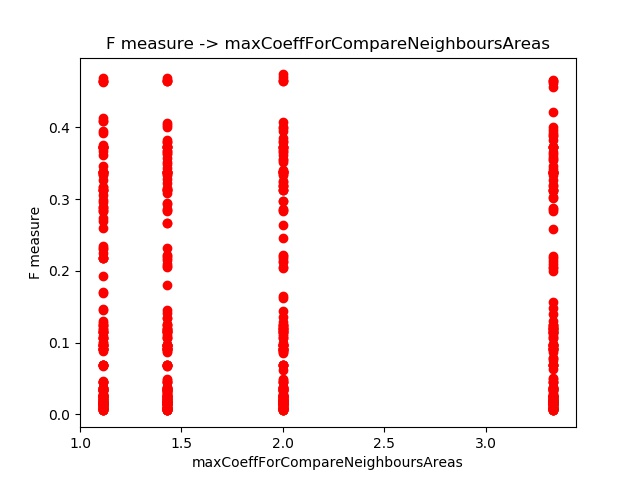 F measure -> maxCoeffForCompareNeighboursAreas
0.4
0.3
0.2
0.1
0.0
F measure
1.0 1.5 2.0 2.5 3.0
maxCoeffForCompareNeighboursAreas